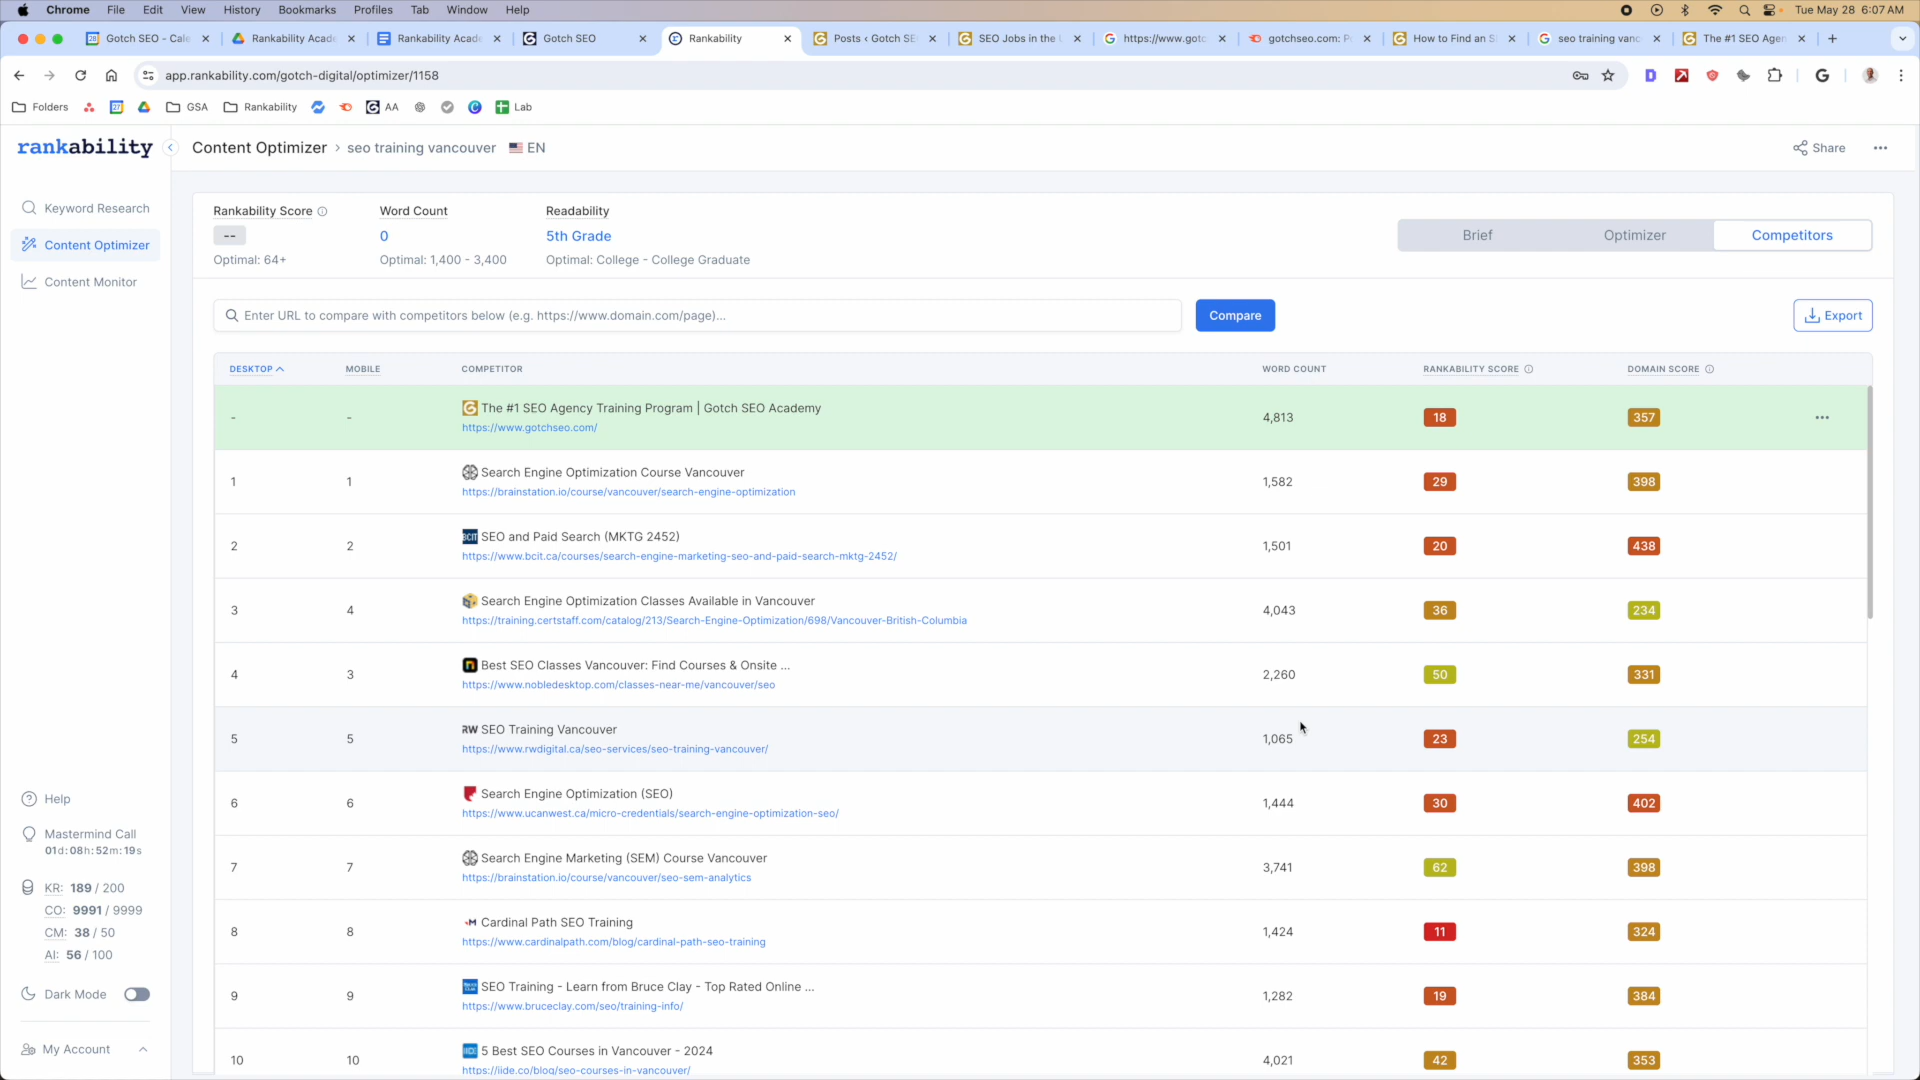 Chrome File Edit View History Bookmarks Profiles Tab Window Help Tue May 28 6:07 AM
Gotch SEO - Cale Rankability Acade Rankability Acade Gotch SEO Rankability Posts ‹ Gotch SE SEO Jobs in the U https://www.gotc gotchseo.com: P How to Find an S seo training vanc The #1 SEO Agen
app.rankability.com/gotch-digital/optimizer/1158
Folders GSA Rankability AA Lab
rankability Content Optimizer › seo training vancouver EN Share
Keyword Research
Content Optimizer
Content Monitor
Rankability Score Word Count Readability
-- 0 5th Grade
Optimal: 64+ Optimal: 1,400 - 3,400 Optimal: College - College Graduate
Brief Optimizer Competitors
Enter URL to compare with competitors below (e.g. https://www.domain.com/page)... Compare Export
DESKTOP MOBILE COMPETITOR WORD COUNT RANKABILITY SCORE DOMAIN SCORE
- - The #1 SEO Agency Training Program | Gotch SEO Academy 4,813 18 357
https://www.gotchseo.com/
1 1 Search Engine Optimization Course Vancouver 1,582 29 398
https://brainstation.io/course/vancouver/search-engine-optimization
2 2 BCIT SEO and Paid Search (MKTG 2452) 1,501 20 438
https://www.bcit.ca/courses/search-engine-marketing-seo-and-paid-search-mktg-2452/
3 4 Search Engine Optimization Classes Available in Vancouver 4,043 36 234
https://training.certstaff.com/catalog/213/Search-Engine-Optimization/698/Vancouver-British-Columbia
4 3 Best SEO Classes Vancouver: Find Courses & Onsite ... 2,260 50 331
https://www.nobledesktop.com/classes-near-me/vancouver/seo
5 5 RW SEO Training Vancouver 1,065 23 254
https://www.rwdigital.ca/seo-services/seo-training-vancouver/
6 6 Search Engine Optimization (SEO) 1,444 30 402
https://www.ucanwest.ca/micro-credentials/search-engine-optimization-seo/
7 7 Search Engine Marketing (SEM) Course Vancouver 3,741 62 398
https://brainstation.io/course/vancouver/seo-sem-analytics
8 8 Cardinal Path SEO Training 1,424 11 324
https://www.cardinalpath.com/blog/cardinal-path-seo-training
9 9 SEO Training - Learn from Bruce Clay - Top Rated Online ... 1,282 19 384
https://www.bruceclay.com/seo/training-info/
10 10 5 Best SEO Courses in Vancouver - 2024 4,021 42 353
https://iide.co/blog/seo-courses-in-vancouver/
Help
Mastermind Call
01d:08h:52m:19s
KR: 189 / 200
CO: 9991 / 9999
CM: 38 / 50
AI: 56 / 100
Dark Mode
My Account